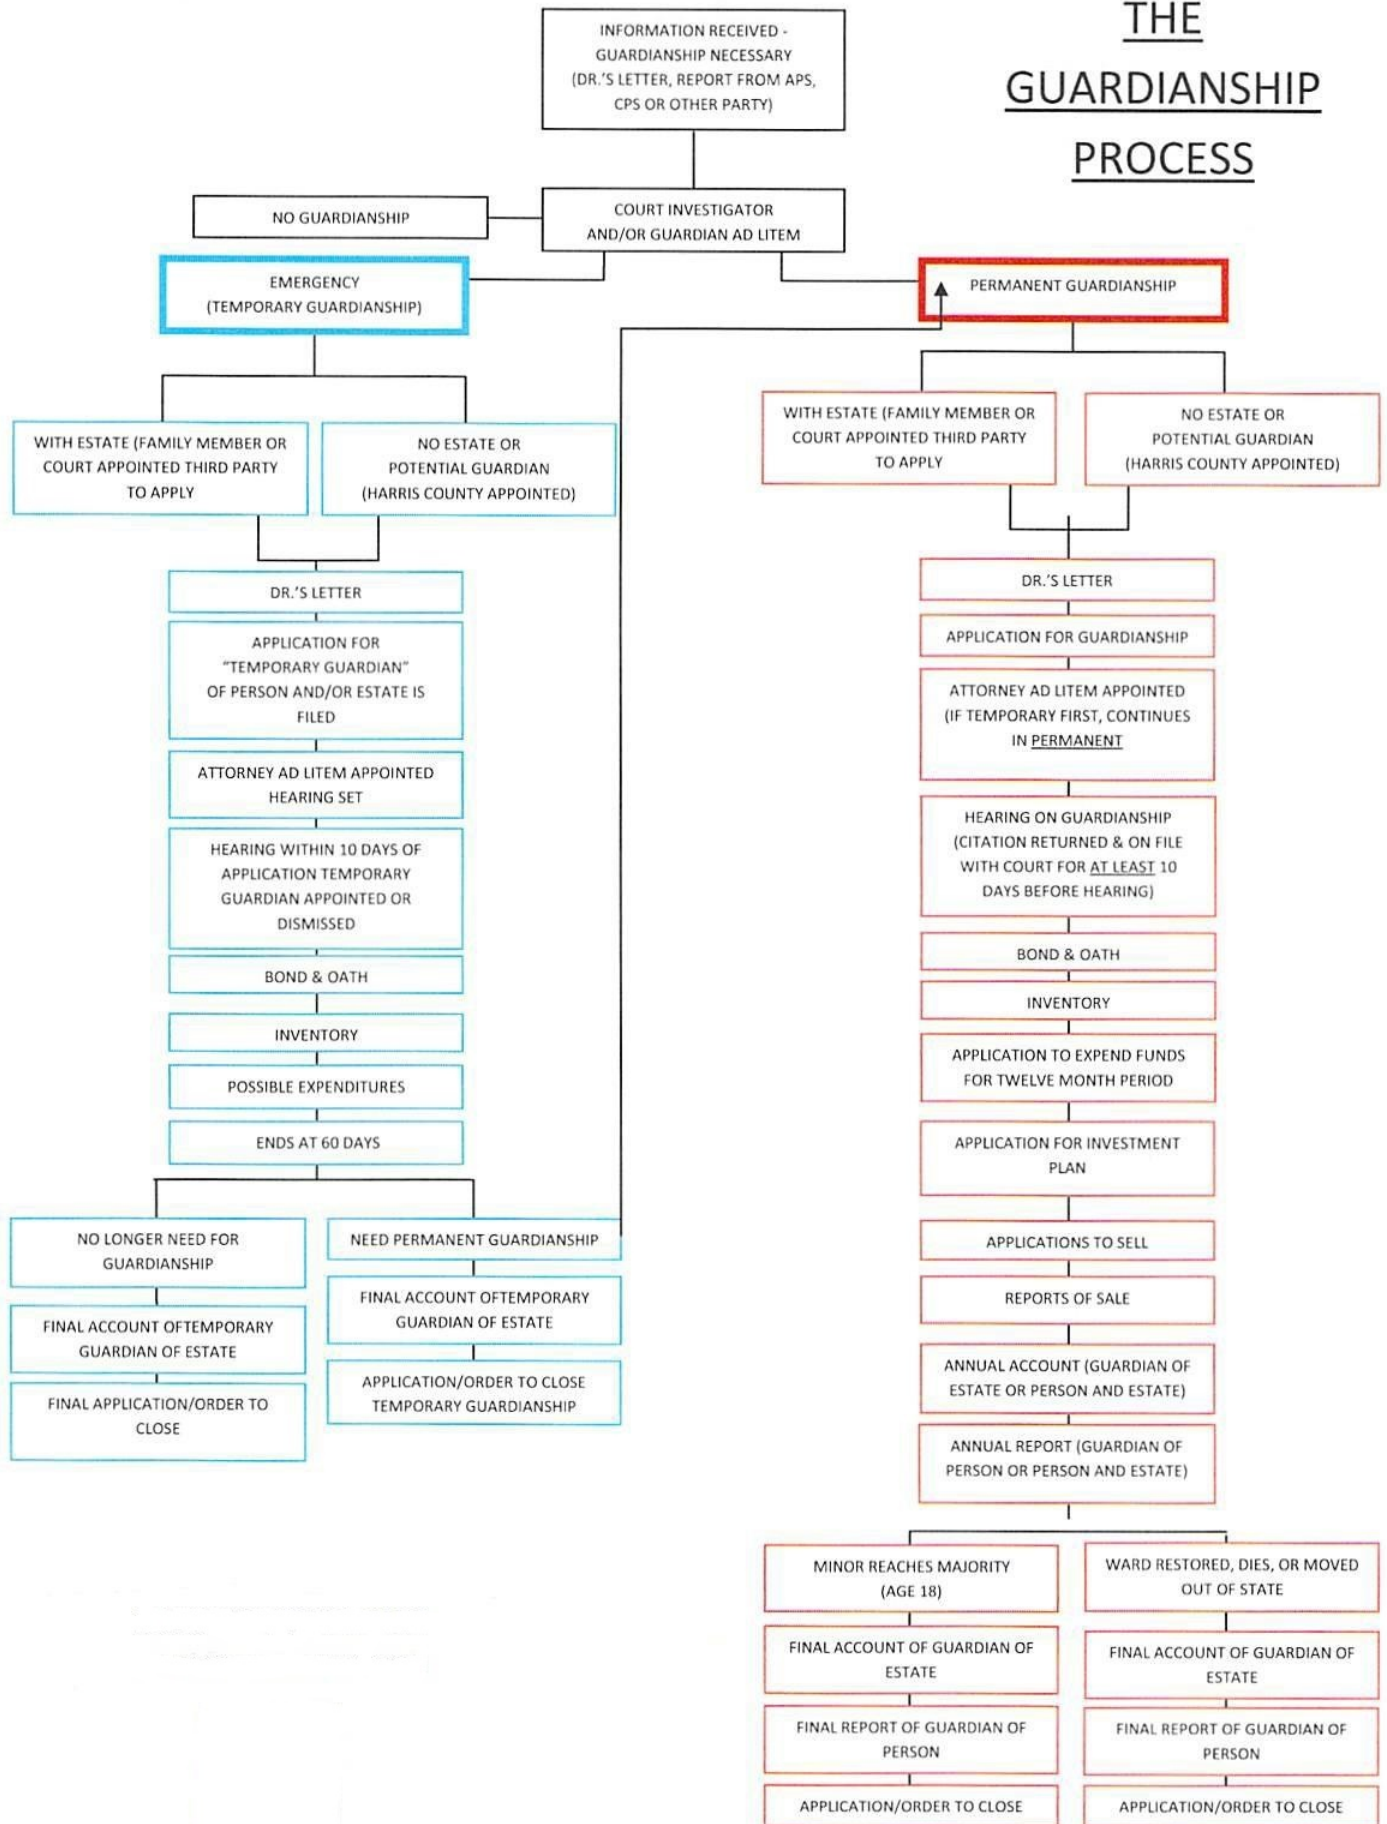 THE
GUARDIANSHIP
PROCESS
INFORMATION RECEIVED -
GUARDIANSHIP NECESSARY
(DR.'S LETTER, REPORT FROM APS,
CPS OR OTHER PARTY)
NO GUARDIANSHIP
COURT INVESTIGATOR
AND/OR GUARDIAN AD LITEM
EMERGENCY
(TEMPORARY GUARDIANSHIP)
WITH ESTATE (FAMILY MEMBER OR
COURT APPOINTED THIRD PARTY
TO APPLY
NO ESTATE OR
POTENTIAL GUARDIAN
(HARRIS COUNTY APPOINTED)
DR.'S LETTER
APPLICATION FOR
"TEMPORARY GUARDIAN"
OF PERSON AND/OR ESTATE IS
FILED
ATTORNEY AD LITEM APPOINTED
HEARING SET
HEARING WITHIN 10 DAYS OF
APPLICATION TEMPORARY
GUARDIAN APPOINTED OR
DISMISSED
BOND & OATH
INVENTORY
POSSIBLE EXPENDITURES
ENDS AT 60 DAYS
NO LONGER NEED FOR
GUARDIANSHIP
FINAL ACCOUNT OFTEMPORARY
GUARDIAN OF ESTATE
FINAL APPLICATION/ORDER TO
CLOSE
NEED PERMANENT GUARDIANSHIP
FINAL ACCOUNT OFTEMPORARY
GUARDIAN OF ESTATE
APPLICATION/ORDER TO CLOSE
TEMPORARY GUARDIANSHIP
PERMANENT GUARDIANSHIP
WITH ESTATE (FAMILY MEMBER OR
COURT APPOINTED THIRD PARTY
TO APPLY
NO ESTATE OR
POTENTIAL GUARDIAN
(HARRIS COUNTY APPOINTED)
DR.'S LETTER
APPLICATION FOR GUARDIANSHIP
ATTORNEY AD LITEM APPOINTED
(IF TEMPORARY FIRST, CONTINUES
IN PERMANENT
HEARING ON GUARDIANSHIP
(CITATION RETURNED & ON FILE
WITH COURT FOR AT LEAST 10
DAYS BEFORE HEARING)
BOND & OATH
INVENTORY
APPLICATION TO EXPEND FUNDS
FOR TWELVE MONTH PERIOD
APPLICATION FOR INVESTMENT
PLAN
APPLICATIONS TO SELL
REPORTS OF SALE
ANNUAL ACCOUNT (GUARDIAN OF
ESTATE OR PERSON AND ESTATE)
ANNUAL REPORT (GUARDIAN OF
PERSON OR PERSON AND ESTATE)
MINOR REACHES MAJORITY
(AGE 18)
FINAL ACCOUNT OF GUARDIAN OF
ESTATE
FINAL REPORT OF GUARDIAN OF
PERSON
APPLICATION/ORDER TO CLOSE
WARD RESTORED, DIES, OR MOVED
OUT OF STATE
FINAL ACCOUNT OF GUARDIAN OF
ESTATE
FINAL REPORT OF GUARDIAN OF
PERSON
APPLICATION/ORDER TO CLOSE